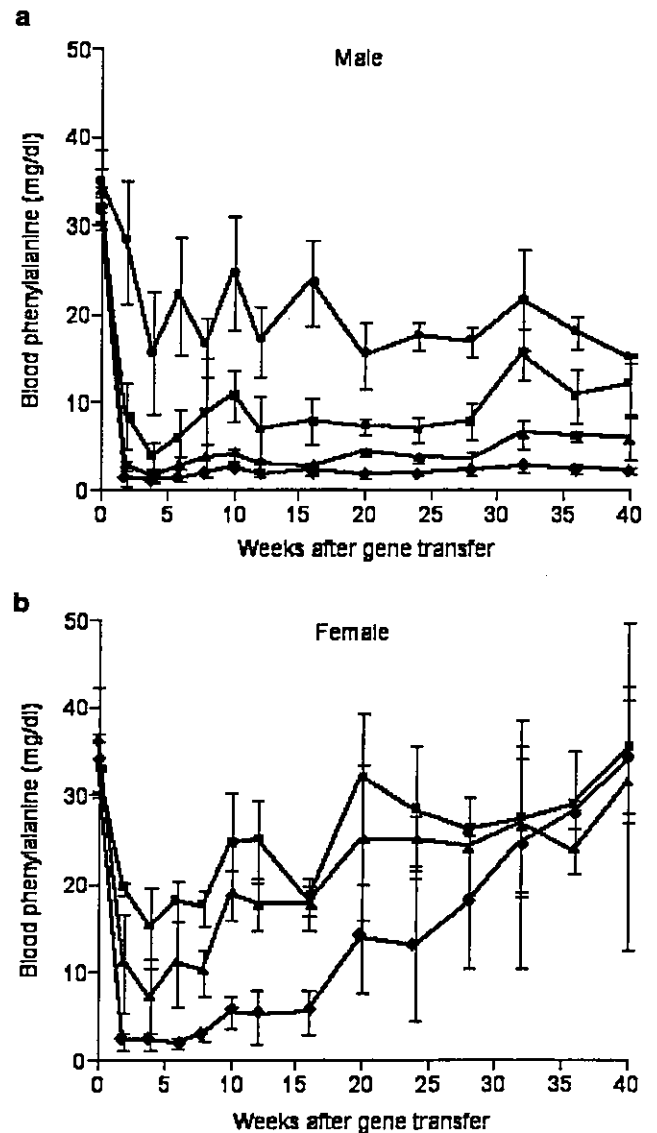 a
Male
50
40
30
20
10
0
Blood phenylalanine (mg/dl)
0 5 10 15 20 25 30 35 40
Weeks after gene transfer
b
Female
50
40
30
20
10
0
Blood phenylalanine (mg/dl)
0 5 10 15 20 25 30 35 40
Weeks after gene transfer